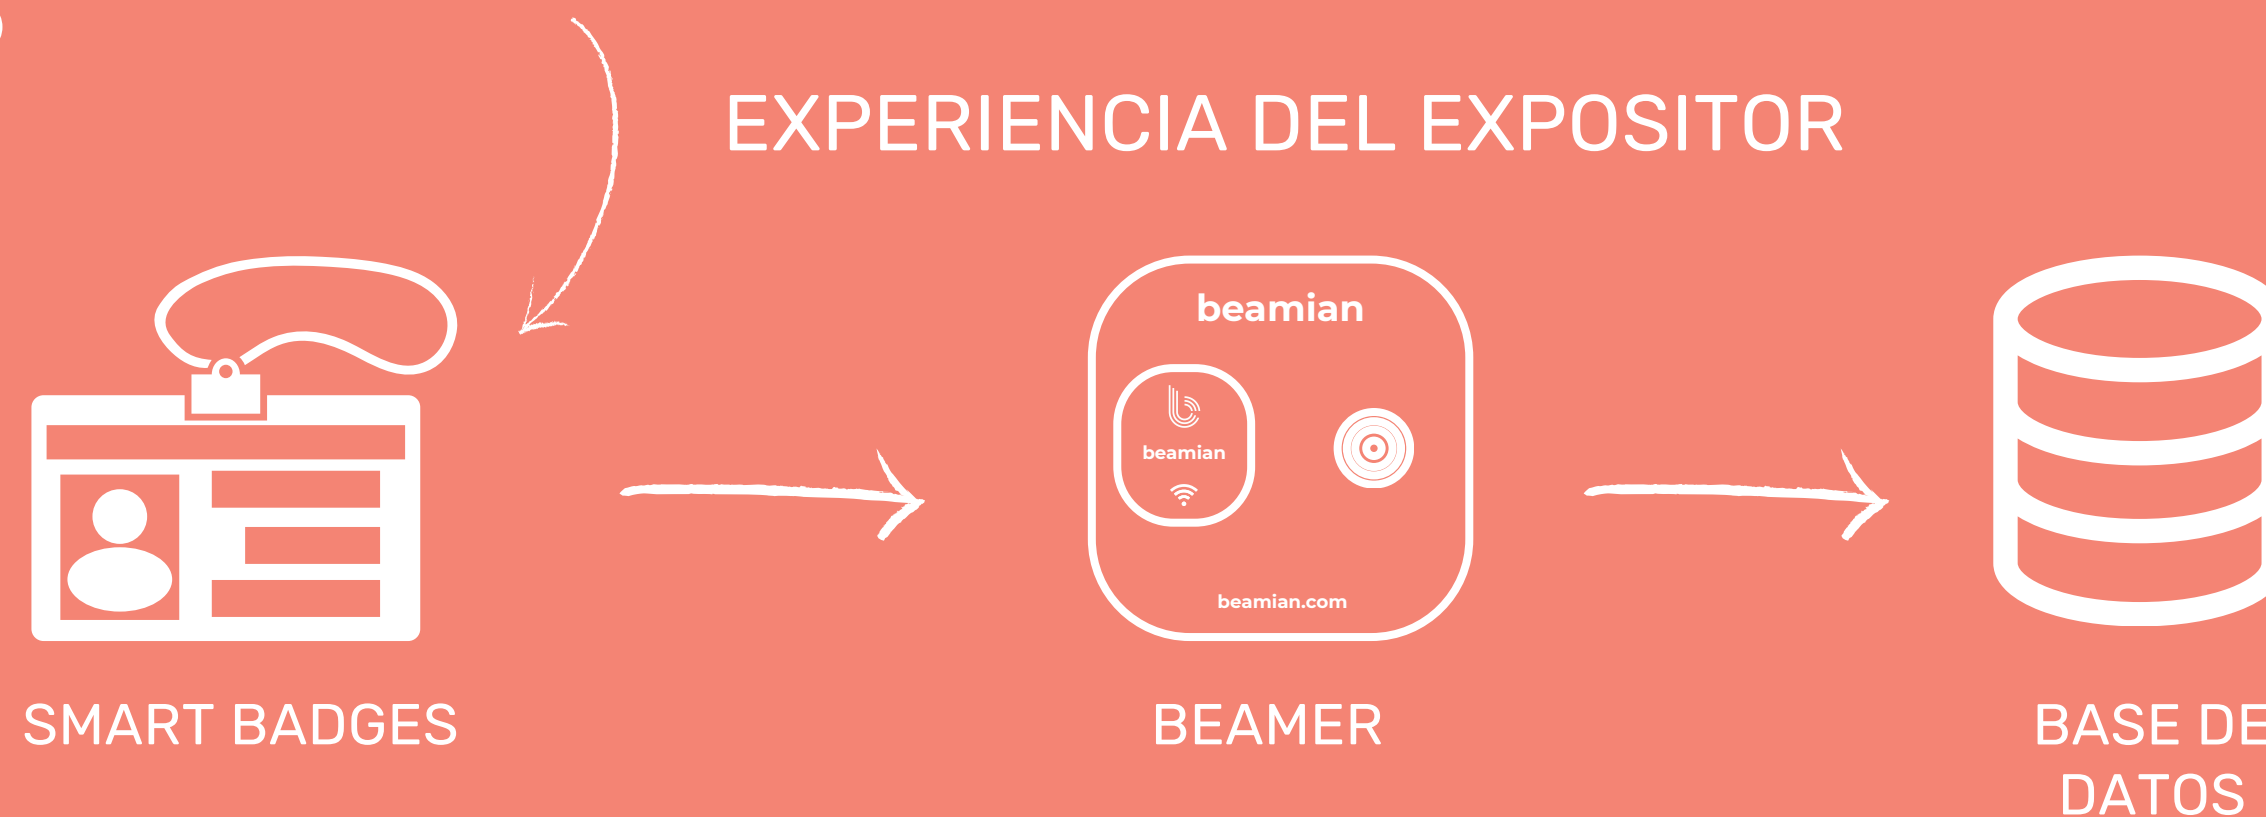 EXPERIENCIA DEL EXPOSITOR
beamian
beamian
beamian.com
SMART BADGES
BEAMER
BASE DE
DATOS